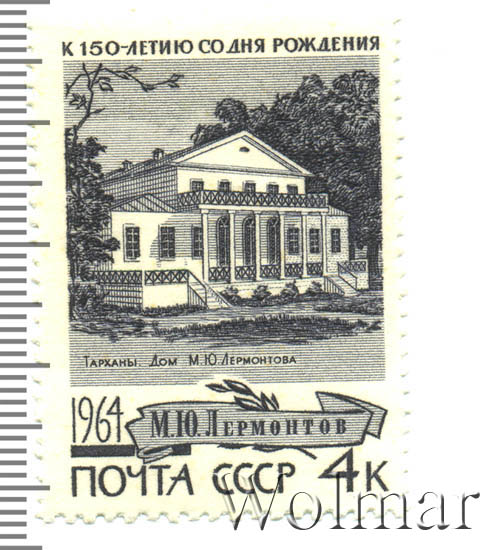 К 150-ЛЕТИЮ СО ДНЯ РОЖДЕНИЯ
ТАРХАНЫ. ДОМ М.Ю.ЛЕРМОНТОВА
1964
М.Ю.ЛЕРМОНТОВ
ПОЧТА СССР 4К
Wolmar